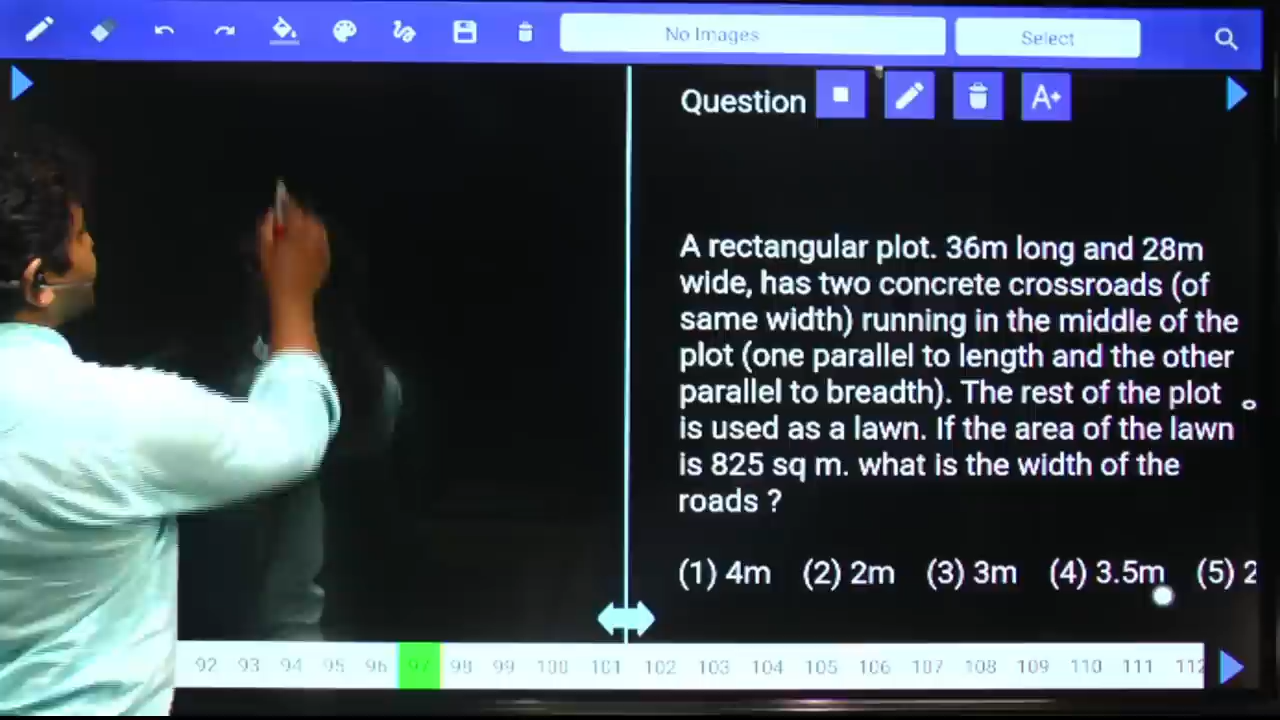 No Images
Select
Question
A+
A rectangular plot. 36m long and 28m
wide, has two concrete crossroads (of
same width) running in the middle of the
plot (one parallel to length and the other
parallel to breadth). The rest of the plot
is used as a lawn. If the area of the lawn
is 825 sq m. what is the width of the
roads ?
(1) 4m (2) 2m (3) 3m (4) 3.5m (5) 2
92 93 94 95 96 97 98 99 100 101 102 103 104 105 106 107 108 109 110 111 112